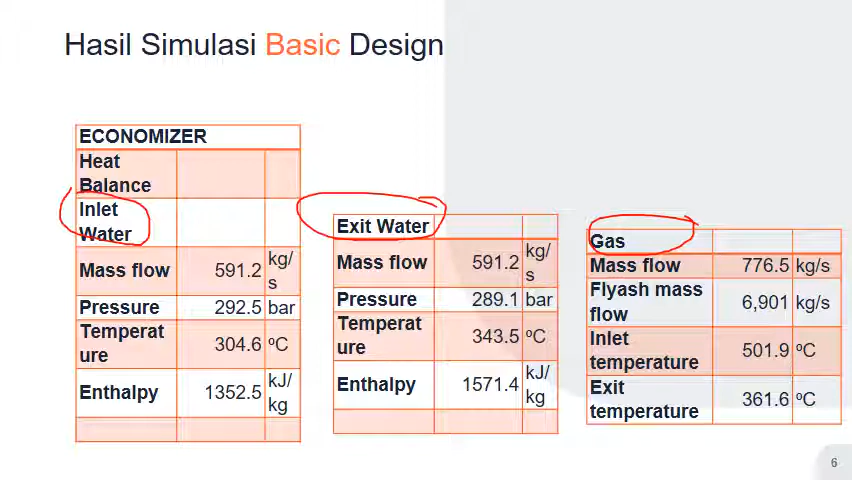 Hasil Simulasi Basic Design
ECONOMIZER
Heat
Balance
Inlet
Water
Mass flow 591.2 kg/
s
Pressure 292.5 bar
Temperat
ure 304.6 ºC
Enthalpy 1352.5 kJ/
kg
Exit Water
Mass flow 591.2 kg/
s
Pressure 289.1 bar
Temperat
ure 343.5 ºC
Enthalpy 1571.4 kJ/
kg
Gas
Mass flow 776.5 kg/s
Flyash mass
flow 6,901 kg/s
Inlet
temperature 501.9 ºC
Exit
temperature 361.6 ºC
6